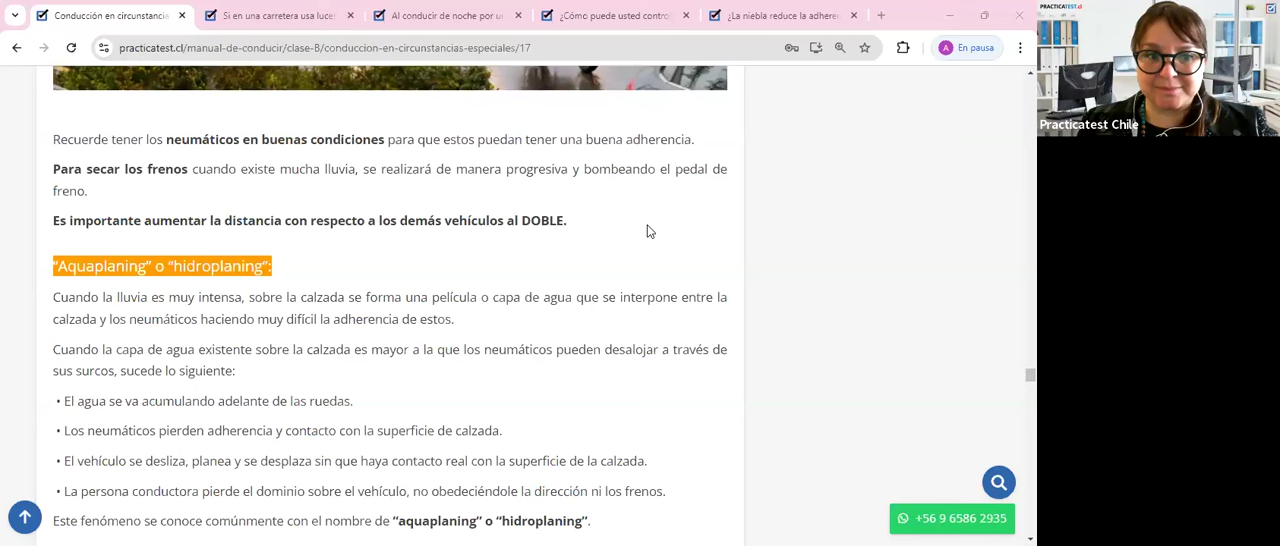 Conducción en circunstancia
Si en una carretera usa luce
Al conducir de noche por u
¿Cómo puede usted contro
¿La niebla reduce la adhere
practicatest.cl/manual-de-conducir/clase-B/conduccion-en-circunstancias-especiales/17
A En pausa
PRACTICATEST.cl
Practicatest Chile
Recuerde tener los neumáticos en buenas condiciones para que estos puedan tener una buena adherencia.
Para secar los frenos cuando existe mucha lluvia, se realizará de manera progresiva y bombeando el pedal de
freno.
Es importante aumentar la distancia con respecto a los demás vehículos al DOBLE.
“Aquaplaning” o “hidroplaning”:
Cuando la lluvia es muy intensa, sobre la calzada se forma una película o capa de agua que se interpone entre la
calzada y los neumáticos haciendo muy difícil la adherencia de estos.
Cuando la capa de agua existente sobre la calzada es mayor a la que los neumáticos pueden desalojar a través de
sus surcos, sucede lo siguiente:
• El agua se va acumulando adelante de las ruedas.
• Los neumáticos pierden adherencia y contacto con la superficie de calzada.
• El vehículo se desliza, planea y se desplaza sin que haya contacto real con la superficie de la calzada.
• La persona conductora pierde el dominio sobre el vehículo, no obedeciéndole la dirección ni los frenos.
Este fenómeno se conoce comúnmente con el nombre de “aquaplaning” o “hidroplaning”.
+56 9 6586 2935